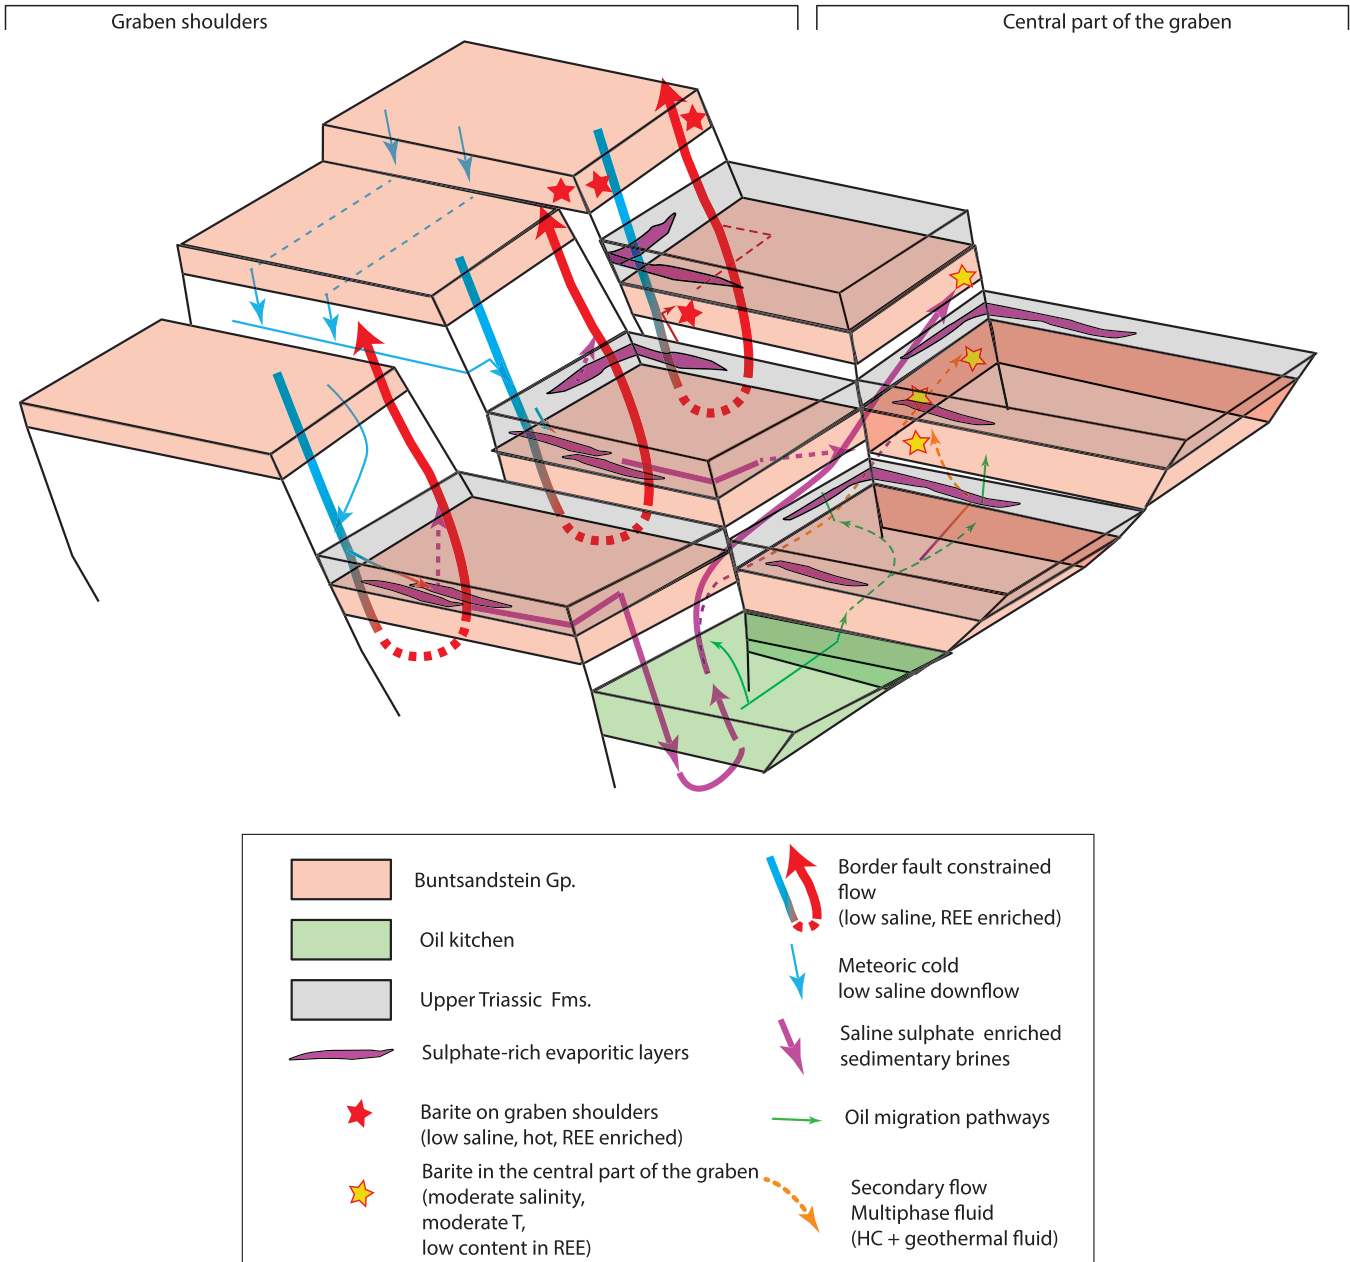 Graben shoulders
Central part of the graben
Buntsandstein Gp.
Oil kitchen
Upper Triassic Fms.
Sulphate-rich evaporitic layers
Barite on graben shoulders
(low saline, hot, REE enriched)
Barite in the central part of the graben
(moderate salinity,
moderate T,
low content in REE)
Border fault constrained
flow
(low saline, REE enriched)
Meteoric cold
low saline downflow
Saline sulphate enriched
sedimentary brines
Oil migration pathways
Secondary flow
Multiphase fluid
(HC + geothermal fluid)